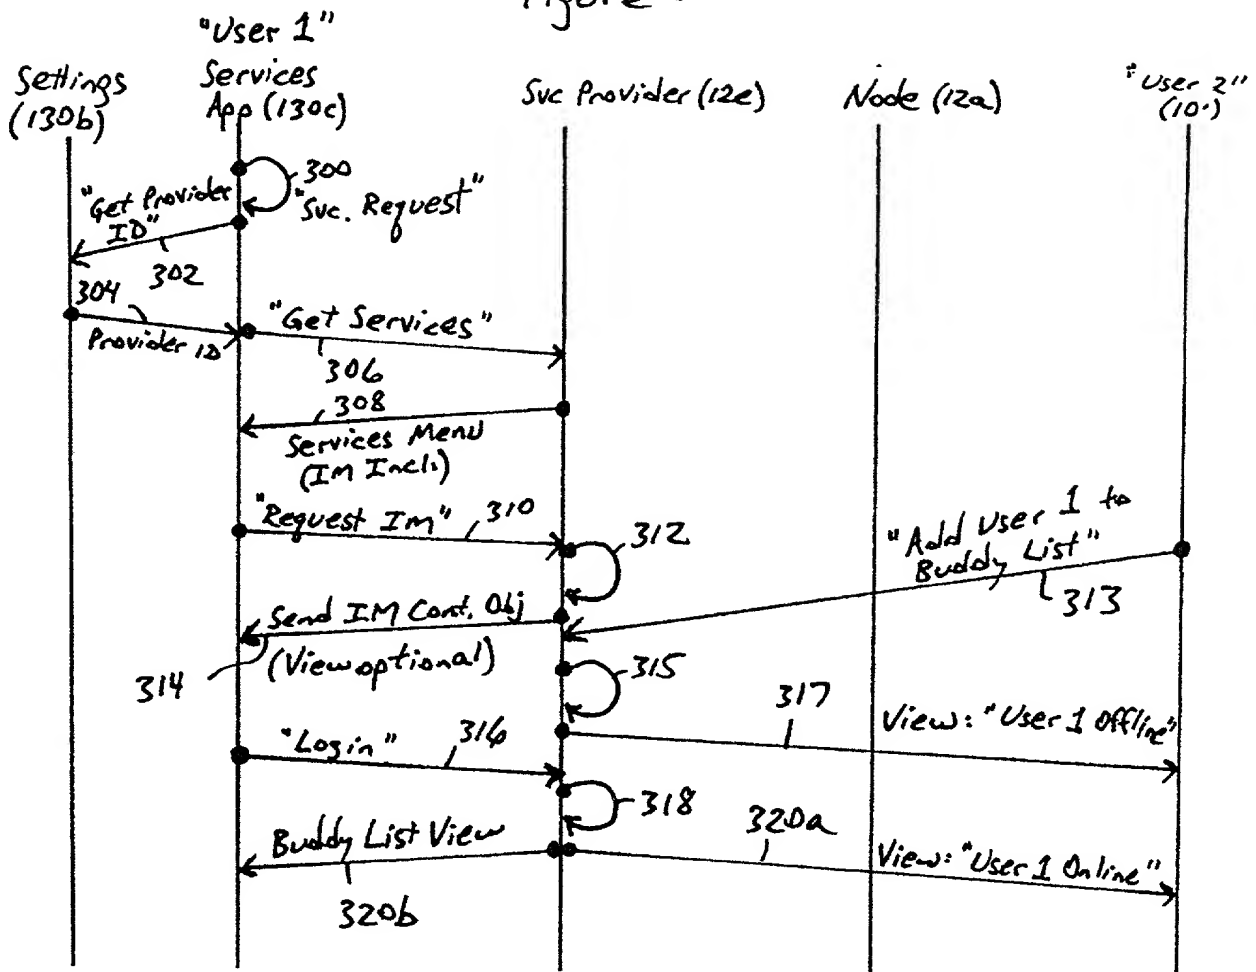 Figure
"User 1"
Settings
(130b)
Services
App (130c)
Svc Provider (12e)
Node (12a)
"User 2"
(10')
300
"Svc. Request"
"Get Provider
ID"
302
304
Provider ID
"Get Services"
306
308
Services Menu
(IM Incl.)
"Request IM"
310
312
"Add User 1 to
Buddy List"
313
Send IM Cont. Obj
(View optional)
314
315
317
View: "User 1 Offline"
"Login"
316
318
320a
Buddy List View
View: "User 1 Online"
320b